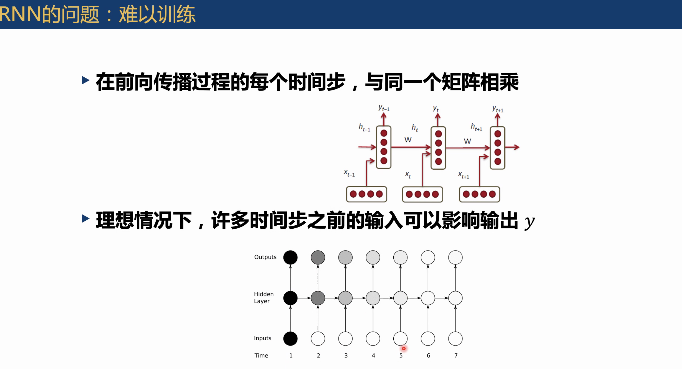 RNN的问题：难以训练
在前向传播过程的每个时间步，与同一个矩阵相乘
y_{t-1} y_t y_{t+1}
h_{t-1} h_t h_{t+1}
W W
x_{t-1} x_t x_{t+1}
理想情况下，许多时间步之前的输入可以影响输出 y
Outputs
Hidden
Layer
Inputs
Time 1 2 3 4 5 6 7